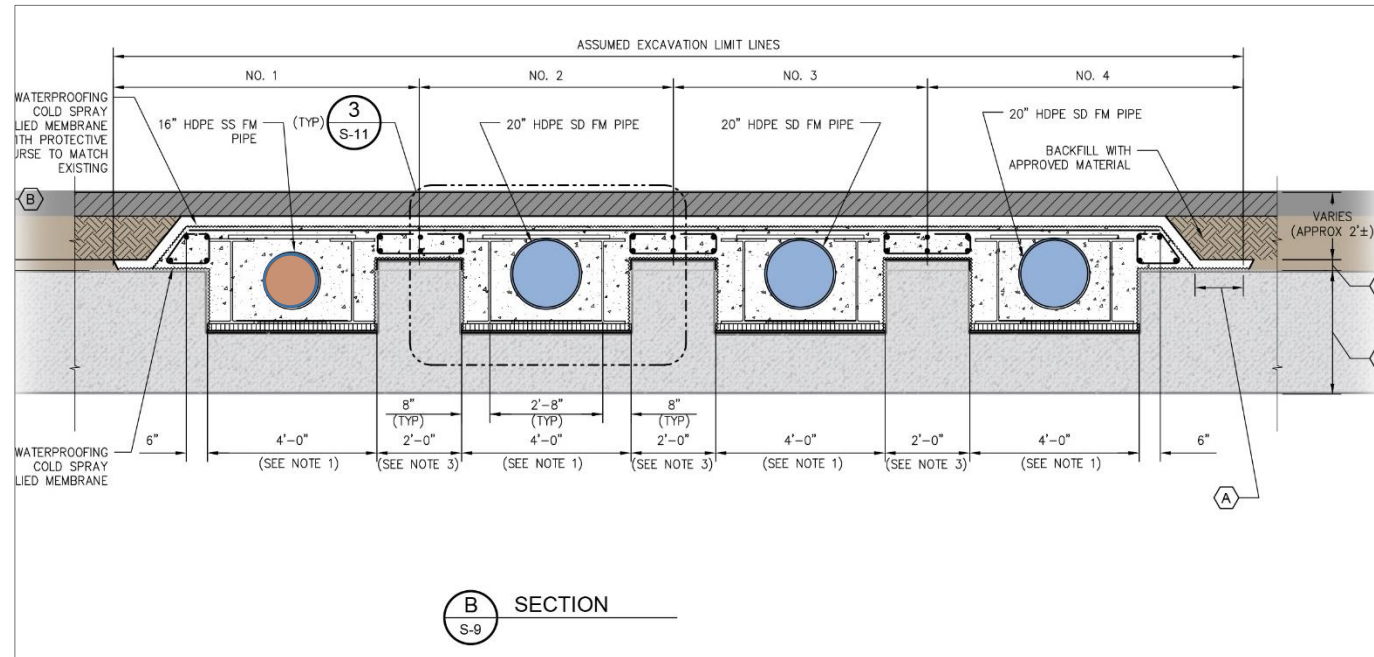 ASSUMED EXCAVATION LIMIT LINES
NO. 1
NO. 2
NO. 3
NO. 4
WATERPROOFING
COLD SPRAY
LIED MEMBRANE
ITH PROTECTIVE
URSE TO MATCH
EXISTING
16" HDPE SS FM
PIPE
(TYP)
3
S-11
20" HDPE SD FM PIPE
20" HDPE SD FM PIPE
20" HDPE SD FM PIPE
BACKFILL WITH
APPROVED MATERIAL
B
VARIES
(APPROX 2'±)
8"
(TYP)
2'-8"
(TYP)
8"
(TYP)
WATERPROOFING
COLD SPRAY
LIED MEMBRANE
6"
4'-0"
(SEE NOTE 1)
2'-0"
(SEE NOTE 3)
4'-0"
(SEE NOTE 1)
2'-0"
(SEE NOTE 3)
4'-0"
(SEE NOTE 1)
2'-0"
(SEE NOTE 3)
4'-0"
(SEE NOTE 1)
6"
A
B
S-9
SECTION